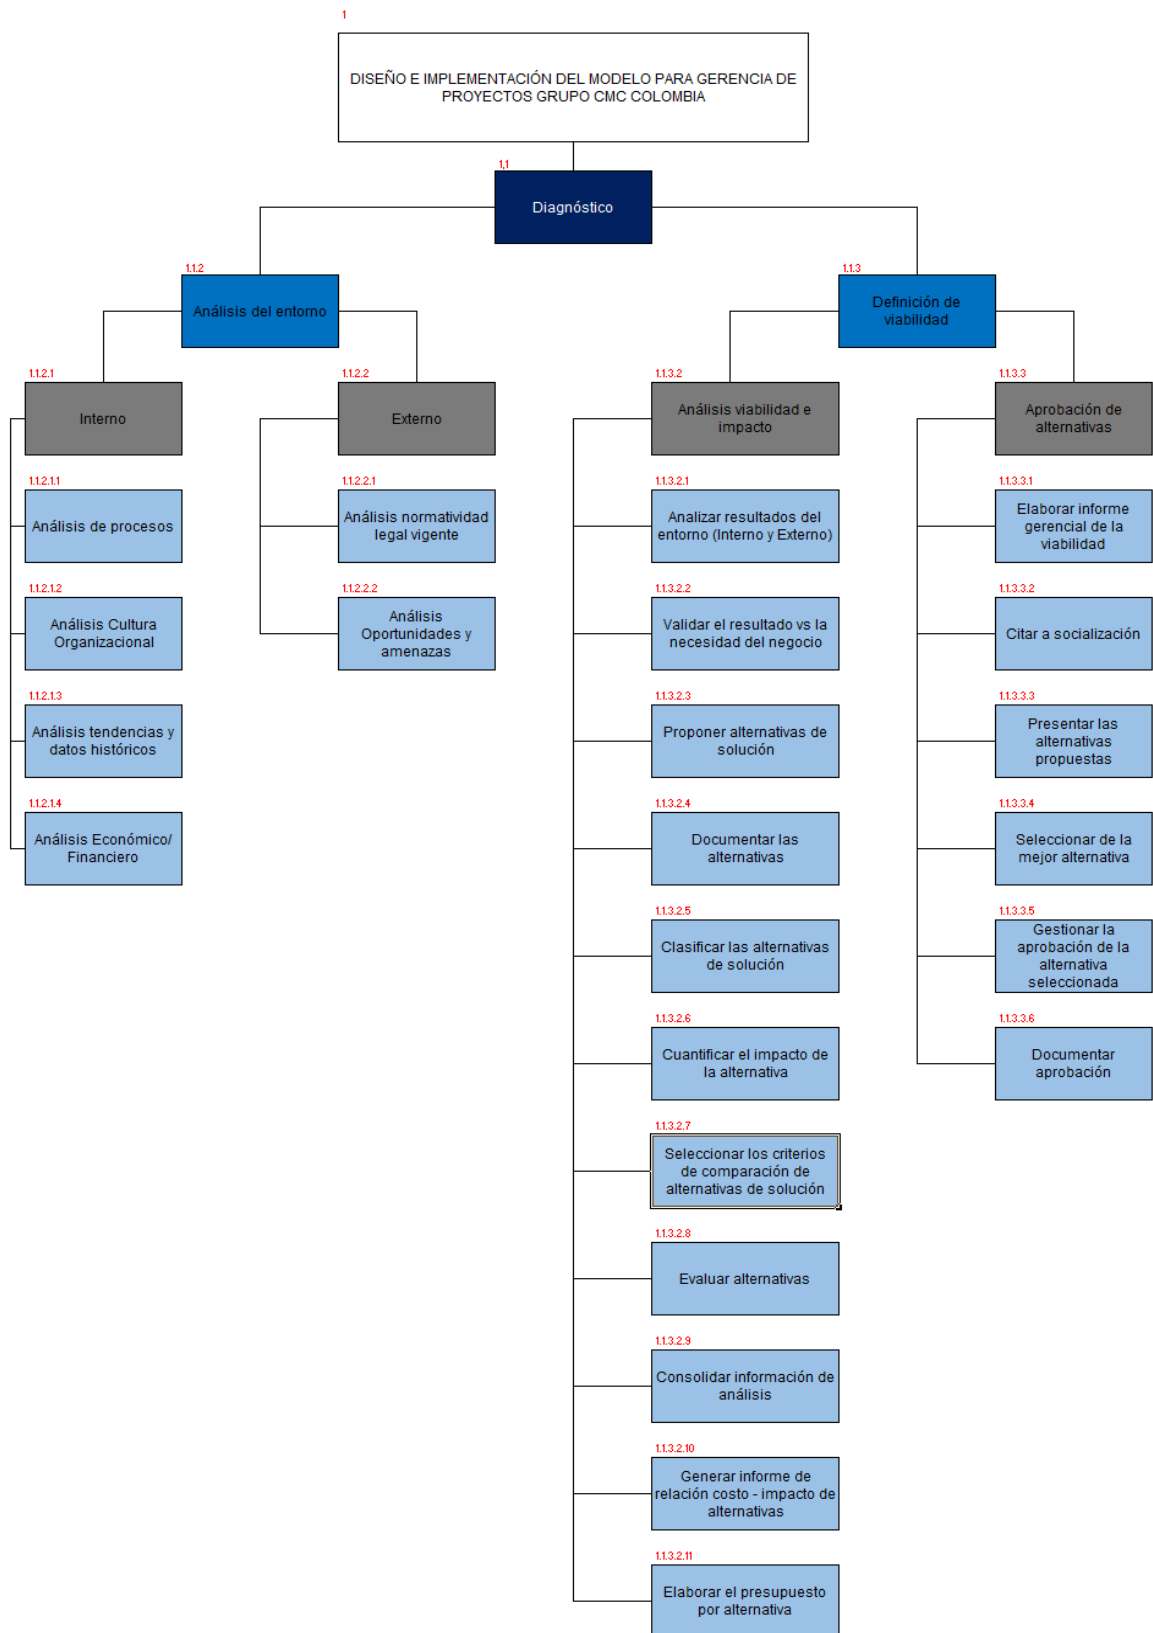 1
DISEÑO E IMPLEMENTACIÓN DEL MODELO PARA GERENCIA DE
PROYECTOS GRUPO CMC COLOMBIA
1,1
Diagnóstico
1.1.2
Análisis del entorno
1.1.3
Definición de
viabilidad
1.1.2.1
Interno
1.1.2.2
Externo
1.1.3.2
Análisis viabilidad e
impacto
1.1.3.3
Aprobación de
alternativas
1.1.2.1.1
Análisis de procesos
1.1.2.2.1
Análisis normatividad
legal vigente
1.1.3.2.1
Analizar resultados del
entorno (Interno y Externo)
1.1.3.3.1
Elaborar informe
gerencial de la
viabilidad
1.1.2.1.2
Análisis Cultura
Organizacional
1.1.2.2.2
Análisis
Oportunidades y
amenazas
1.1.3.2.2
Validar el resultado vs la
necesidad del negocio
1.1.3.3.2
Citar a socialización
1.1.2.1.3
Análisis tendencias y
datos históricos
1.1.3.2.3
Proponer alternativas de
solución
1.1.3.3.3
Presentar las
alternativas
propuestas
1.1.2.1.4
Análisis Económico/
Financiero
1.1.3.2.4
Documentar las
alternativas
1.1.3.3.4
Seleccionar de la
mejor alternativa
1.1.3.2.5
Clasificar las alternativas
de solución
1.1.3.3.5
Gestionar la
aprobación de la
alternativa
seleccionada
1.1.3.2.6
Cuantificar el impacto de
la alternativa
1.1.3.3.6
Documentar
aprobación
1.1.3.2.7
Seleccionar los criterios
de comparación de
alternativas de solución
1.1.3.2.8
Evaluar alternativas
1.1.3.2.9
Consolidar información de
análisis
1.1.3.2.10
Generar informe de
relación costo - impacto de
alternativas
1.1.3.2.11
Elaborar el presupuesto
por alternativa